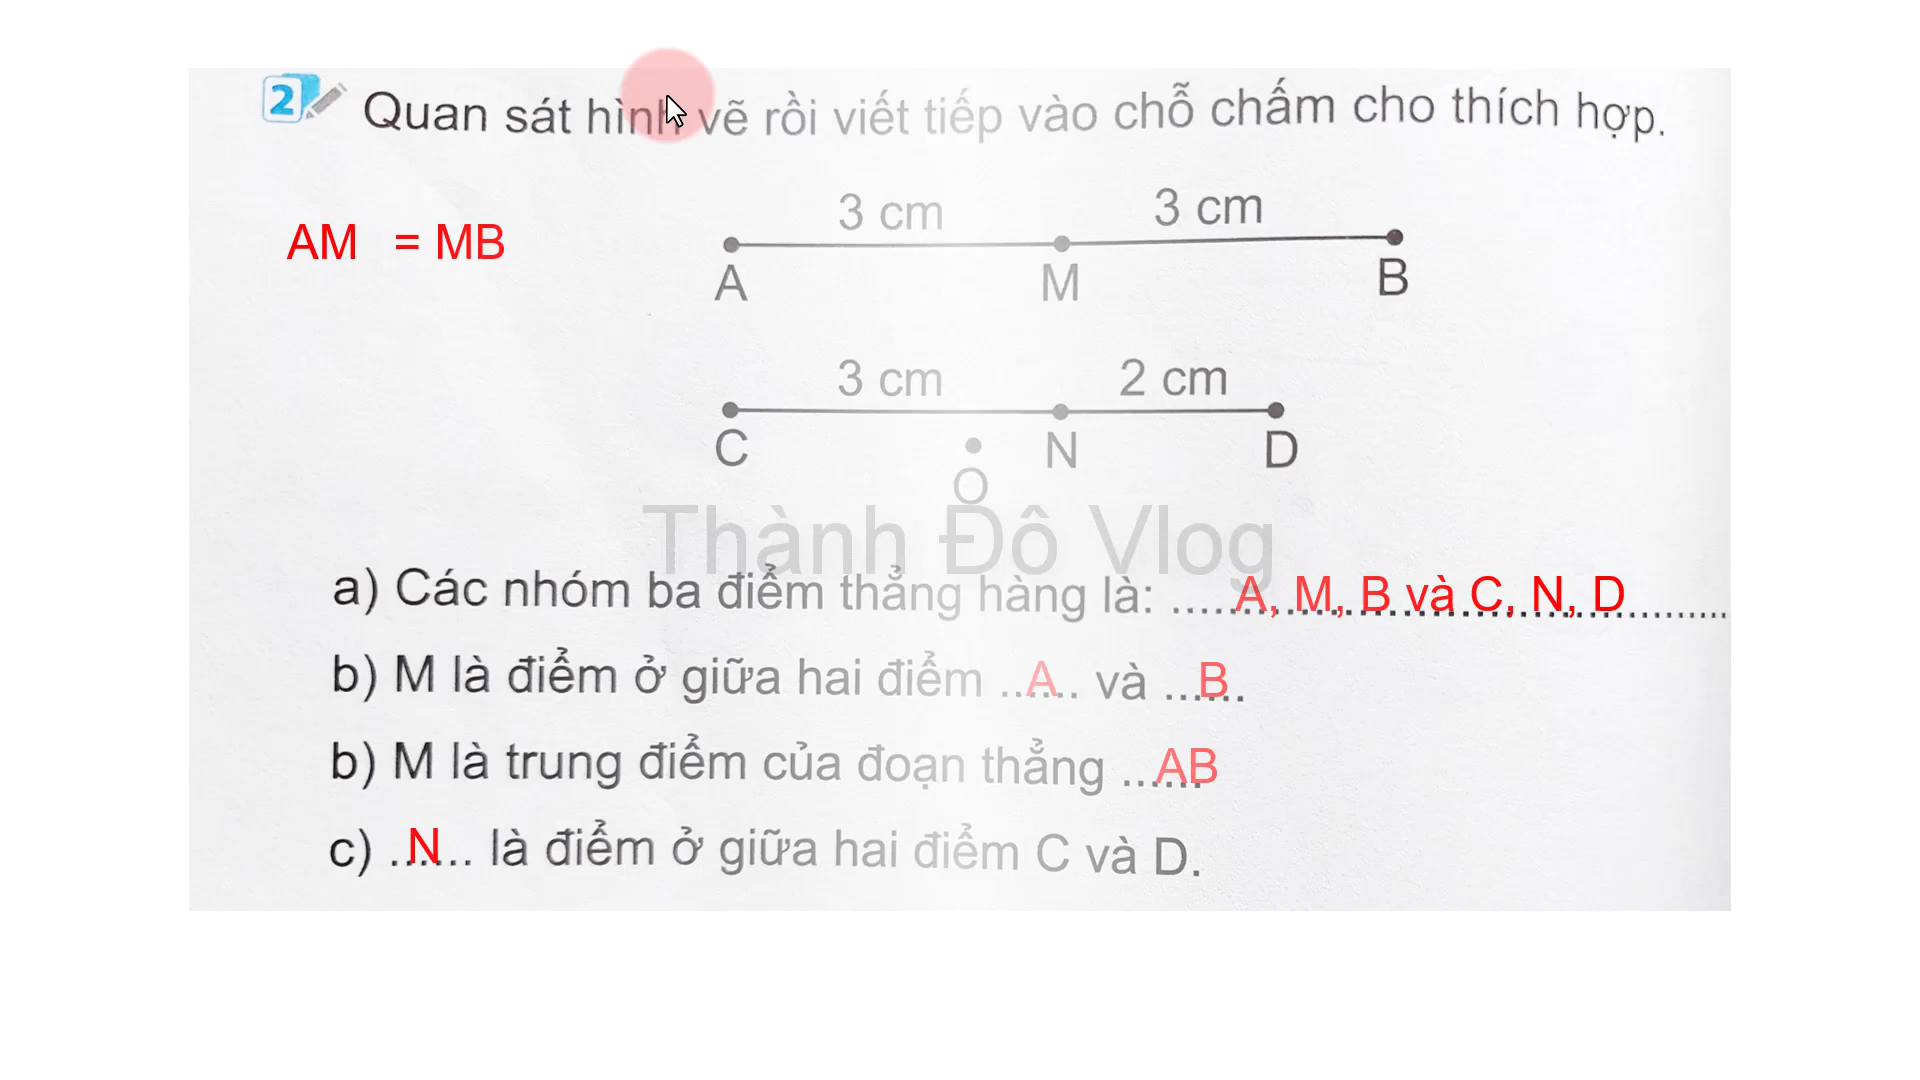 2 Quan sát hình vẽ rồi viết tiếp vào chỗ chấm cho thích hợp.
3 cm 3 cm
AM = MB
A M B
3 cm 2 cm
C N D
O
Thành Đô Vlog
a) Các nhóm ba điểm thẳng hàng là: .....A, M, B và C, N, D..........
b) M là điểm ở giữa hai điểm ..A... và ...B...
b) M là trung điểm của đoạn thẳng ...AB
c) ..N.... là điểm ở giữa hai điểm C và D.